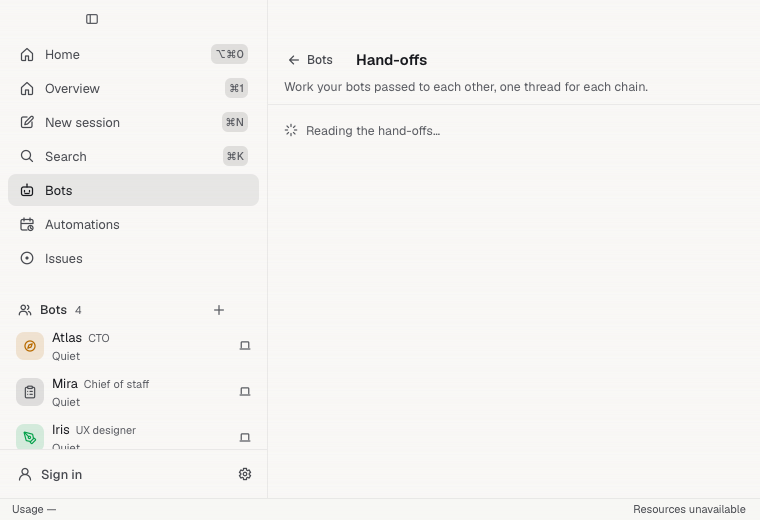 Home ⌥⌘0
Overview ⌘1
New session ⌘N
Search ⌘K
Bots
Automations
Issues
Bots 4
Atlas CTO
Quiet
Mira Chief of staff
Quiet
Iris UX designer
Quiet
Sign in
Bots Hand-offs
Work your bots passed to each other, one thread for each chain.
Reading the hand-offs…
Usage —
Resources unavailable